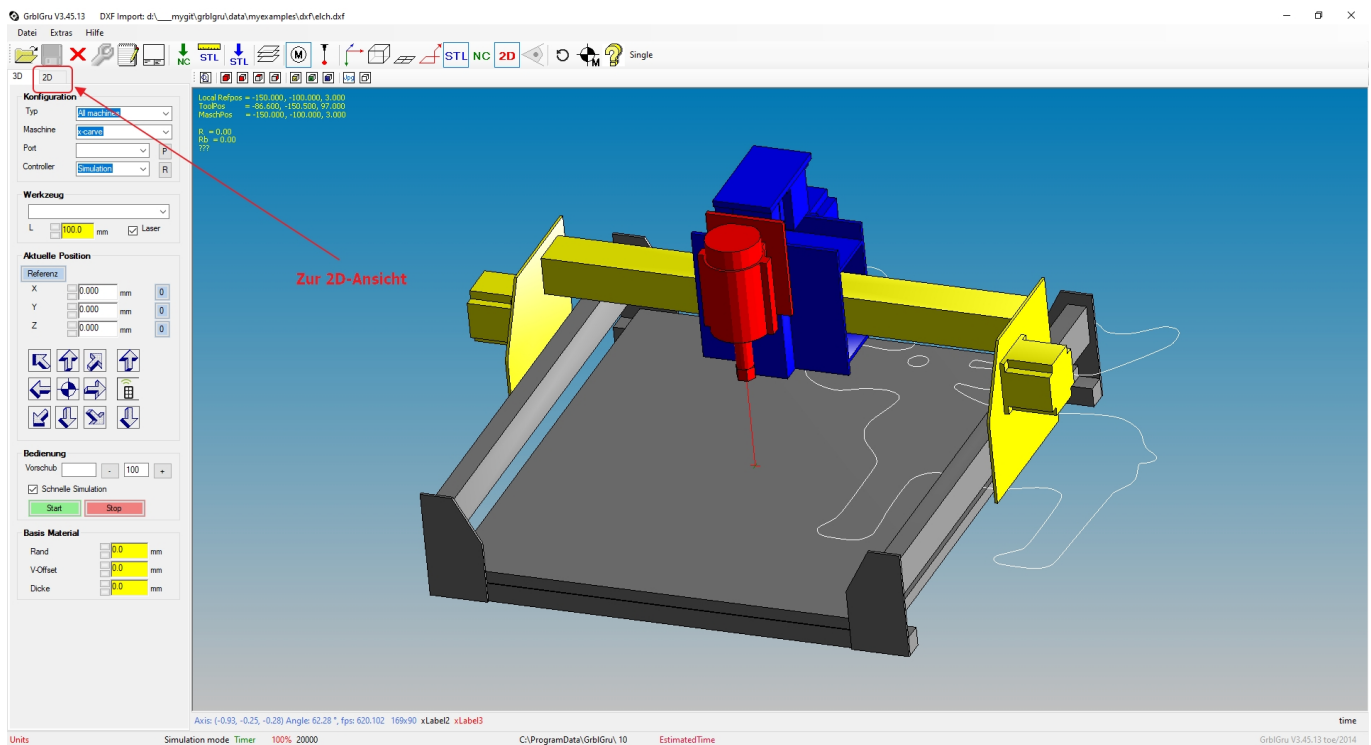 GrblGru V3.45.13 DXF Import: d:\___mygit\grblgru\data\myexamples\dxf\elch.dxf
Datei Extras Hilfe
NC STL STL M STL NC 2D M Single
3D 2D
Jpg
Konfiguration
Typ All machines
Maschine x-carve
Port P
Controller Simulation R
Werkzeug
L 100.0 mm Laser
Aktuelle Position
Referenz
X 0.000 mm 0
Y 0.000 mm 0
Z 0.000 mm 0
Bedienung
Vorschub - 100 +
Schnelle Simulation
Start Stop
Basis Material
Rand 0.0 mm
V-Offset 0.0 mm
Dicke 0.0 mm
Local Refpos = -150.000, -100.000, 3.000
ToolPos = -86.600, -150.500, 97.000
MaschPos = -150.000, -100.000, 3.000
R = 0.00
Rb = 0.00
???
Zur 2D-Ansicht
Axis: (-0.93, -0.25, -0.28) Angle: 62.28 °, fps: 620.102 169x90 xLabel2 xLabel3 time
Units Simulation mode Timer 100% 20000 C:\ProgramData\GrblGru\ 10 EstimatedTime GrblGru V3.45.13 toe/2014